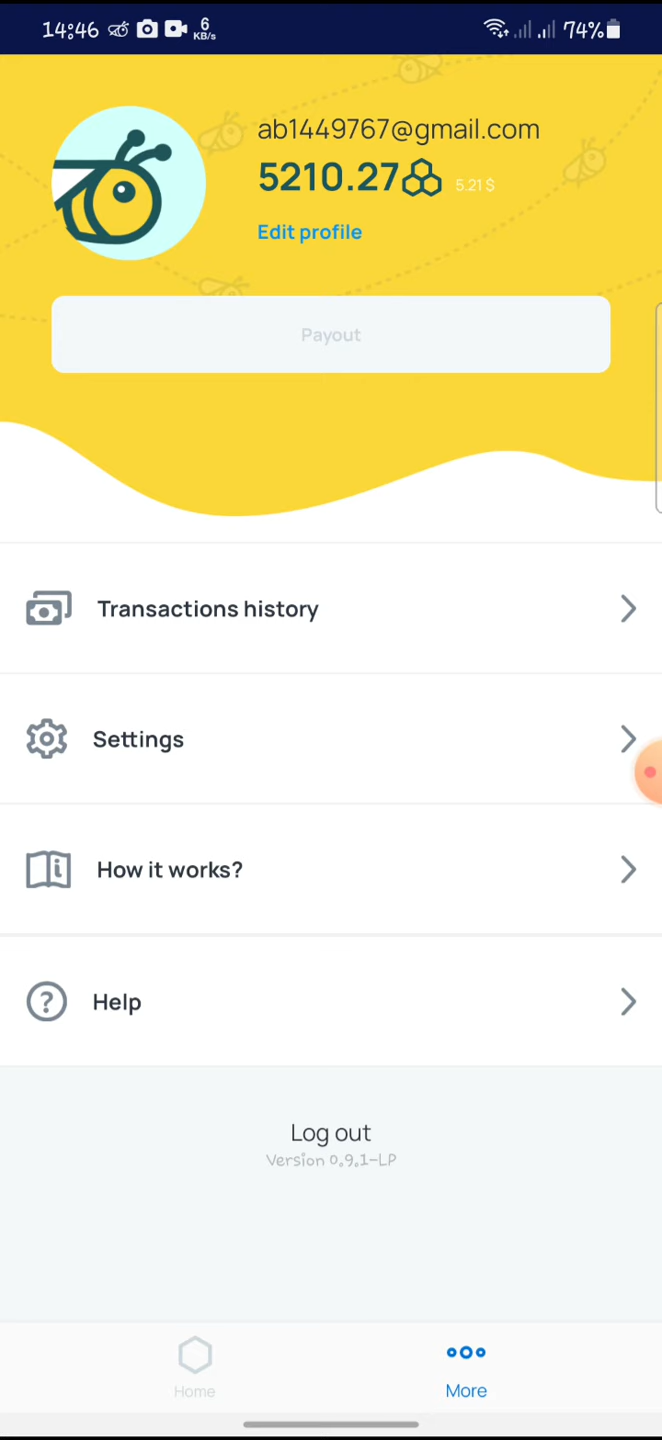 14:46 6 KB/s 74%
ab1449767@gmail.com
5210.27 5.21 $
Edit profile
Payout
Transactions history
Settings
How it works?
Help
Log out
Version 0.9.1-LP
Home More